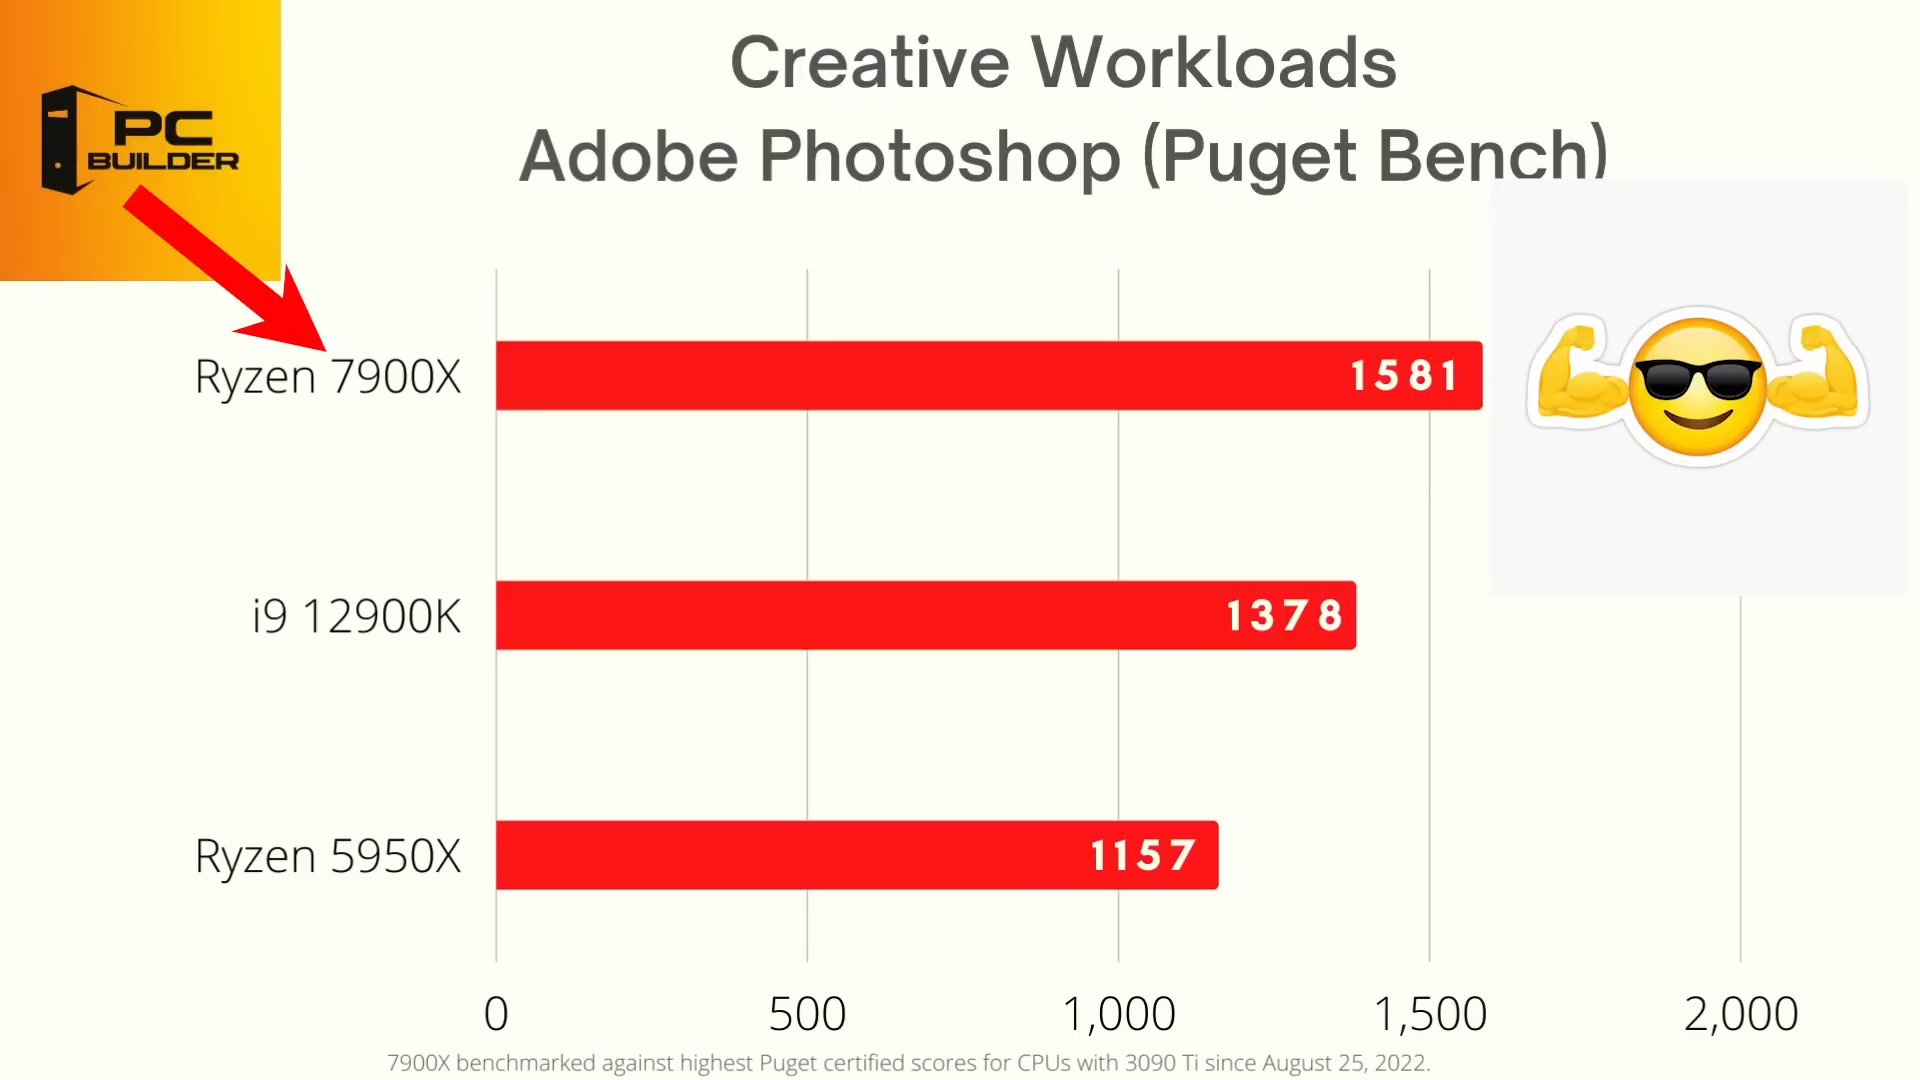 PC
BUILDER
Creative Workloads
Adobe Photoshop (Puget Bench)
Ryzen 7900X
1581
i9 12900K
1378
Ryzen 5950X
1157
0
500
1,000
1,500
2,000
7900X benchmarked against highest Puget certified scores for CPUs with 3090 Ti since August 25, 2022.